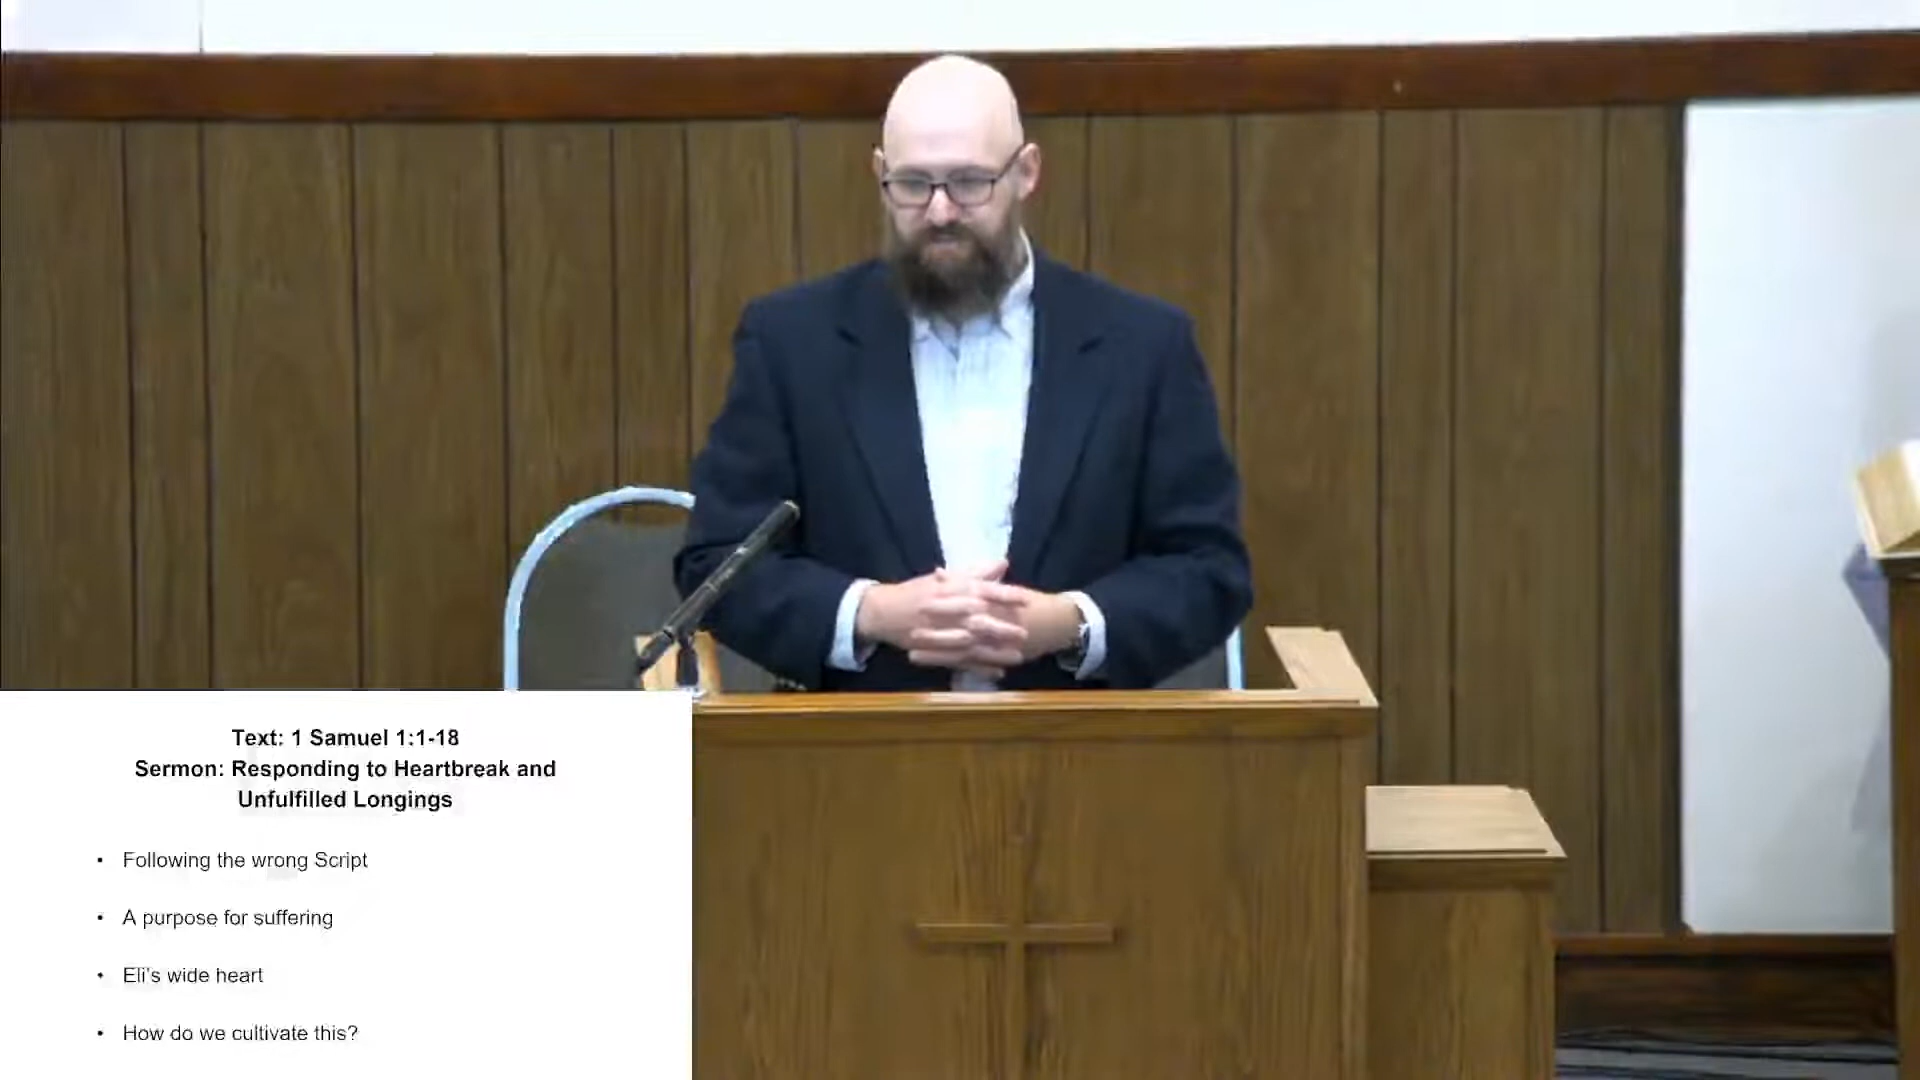 Text: 1 Samuel 1:1-18
Sermon: Responding to Heartbreak and
Unfulfilled Longings
• Following the wrong Script
• A purpose for suffering
• Eli's wide heart
• How do we cultivate this?